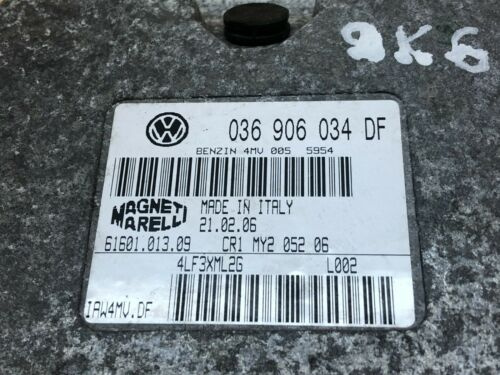 9K6
VW
036 906 034 DF
BENZIN 4MV 005 5954
MAGNETI MARELLI
MADE IN ITALY
21.02.06
61601.013.09 CR1 MY2 052 06
4LF3XML2G L002
IAW4MV.DF